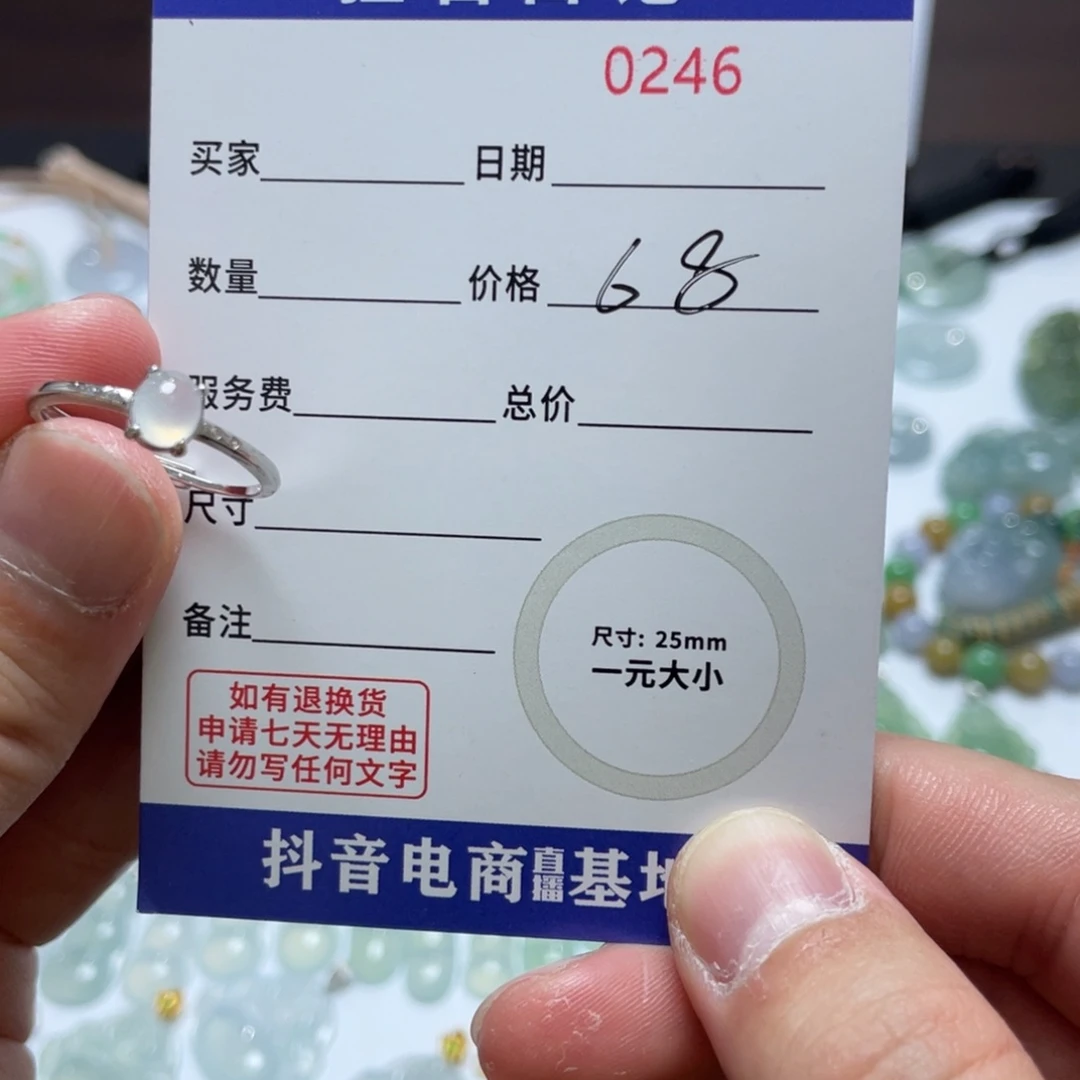 0246
买家 日期
数量 价格 68
服务费 总价
尺寸
备注
尺寸: 25mm
一元大小
如有退换货
申请七天无理由
请勿写任何文字
抖音电商直播基地